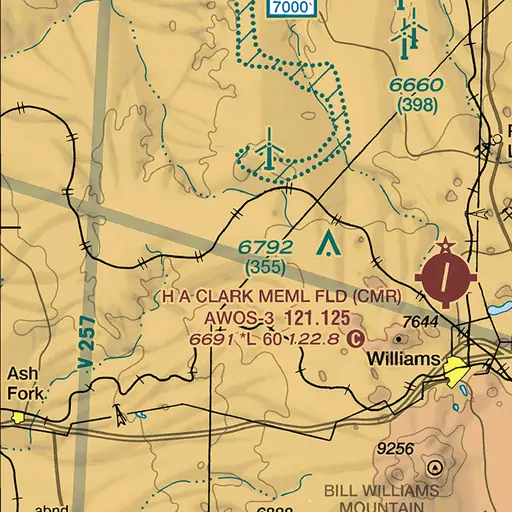 7000'
6660
(398)
6792
(355)
H A CLARK MEML FLD (CMR)
AWOS-3 121.125
6691 *L 60 122.8 C
7644
V 257
Williams
Ash
Fork
9256
BILL WILLIAMS
MOUNTAIN
abnd